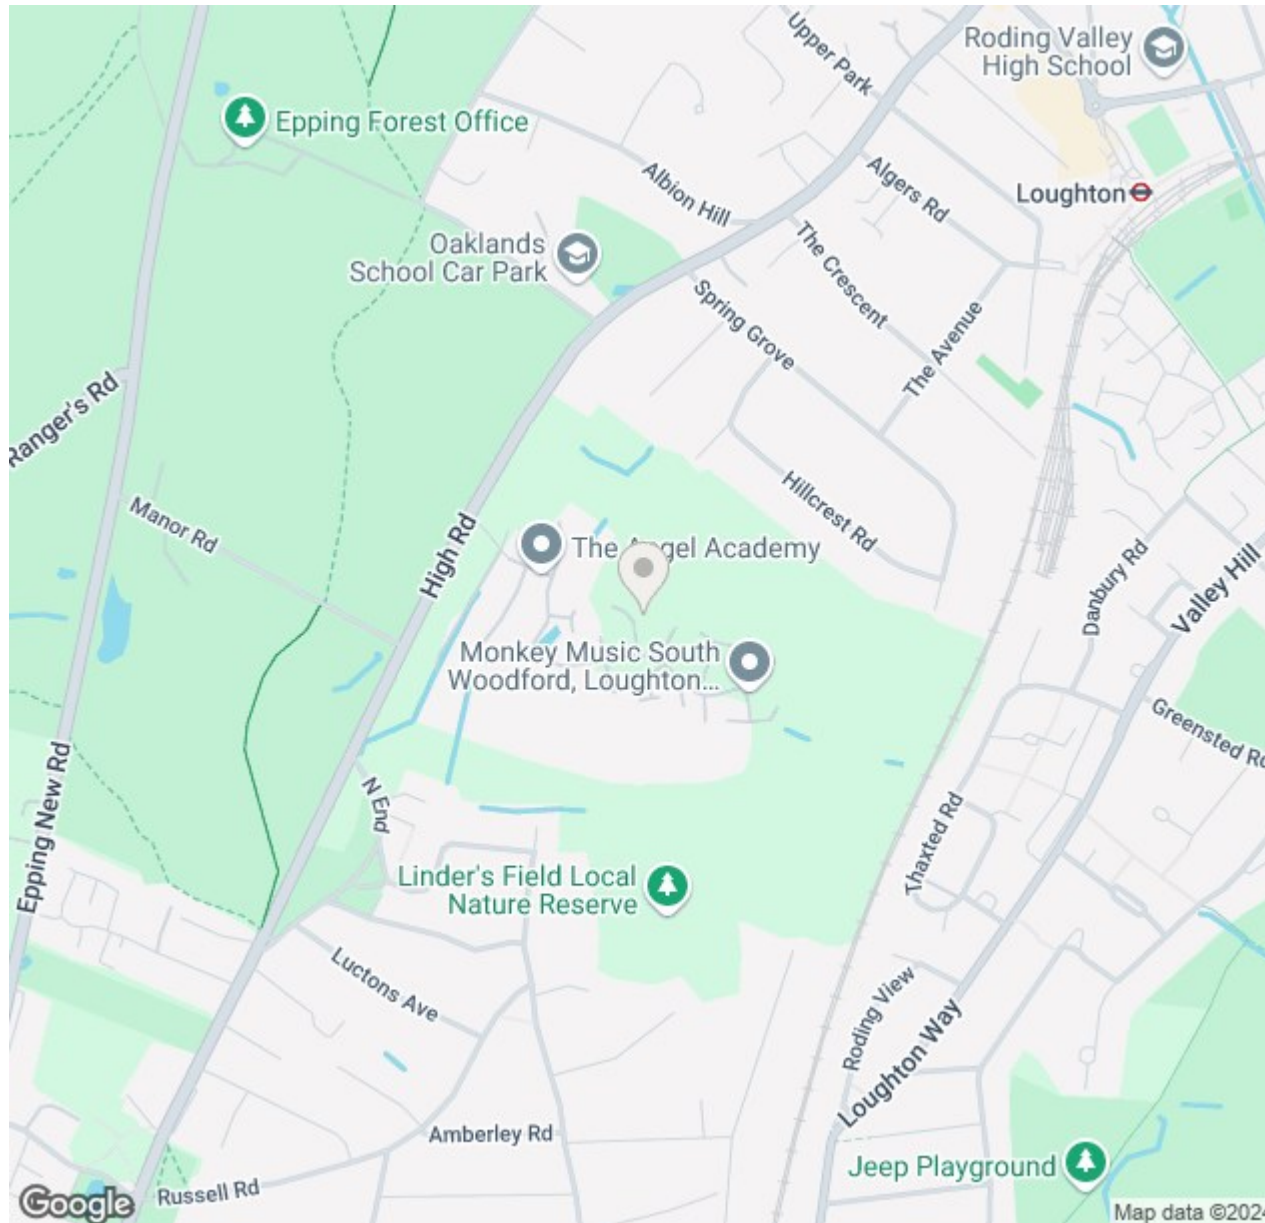 Upper Park
Roding Valley
High School
Epping Forest Office
Albion Hill
Algers Rd
Loughton
Oaklands
School Car Park
The Crescent
Spring Grove
The Avenue
Ranger's Rd
Manor Rd
High Rd
Hillcrest Rd
The Angel Academy
Danbury Rd
Valley Hill
Monkey Music South
Woodford, Loughton...
Greensted Rd
Epping New Rd
N End
Thaxted Rd
Linder's Field Local
Nature Reserve
Luctons Ave
Roding View
Loughton Way
Amberley Rd
Jeep Playground
Russell Rd
Google
Map data ©2024